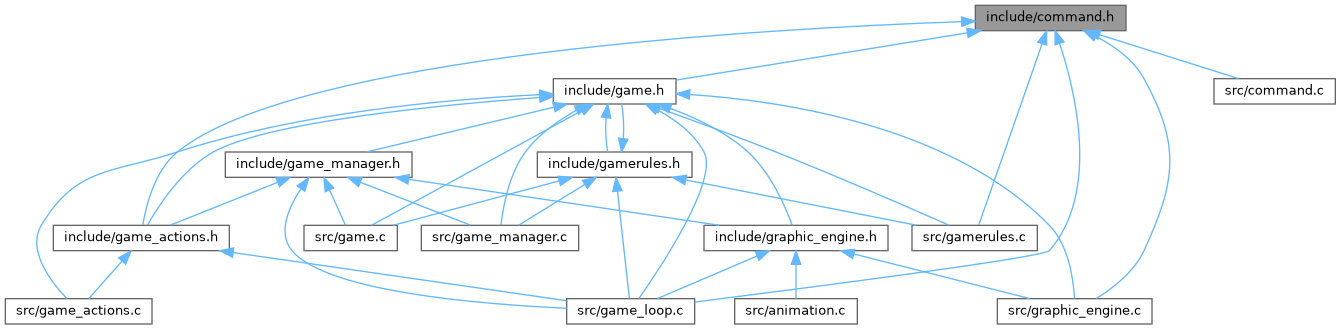 include/command.h
include/game.h
src/command.c
include/game_manager.h
include/gamerules.h
include/game_actions.h
src/game.c
src/game_manager.c
include/graphic_engine.h
src/gamerules.c
src/game_actions.c
src/game_loop.c
src/animation.c
src/graphic_engine.c